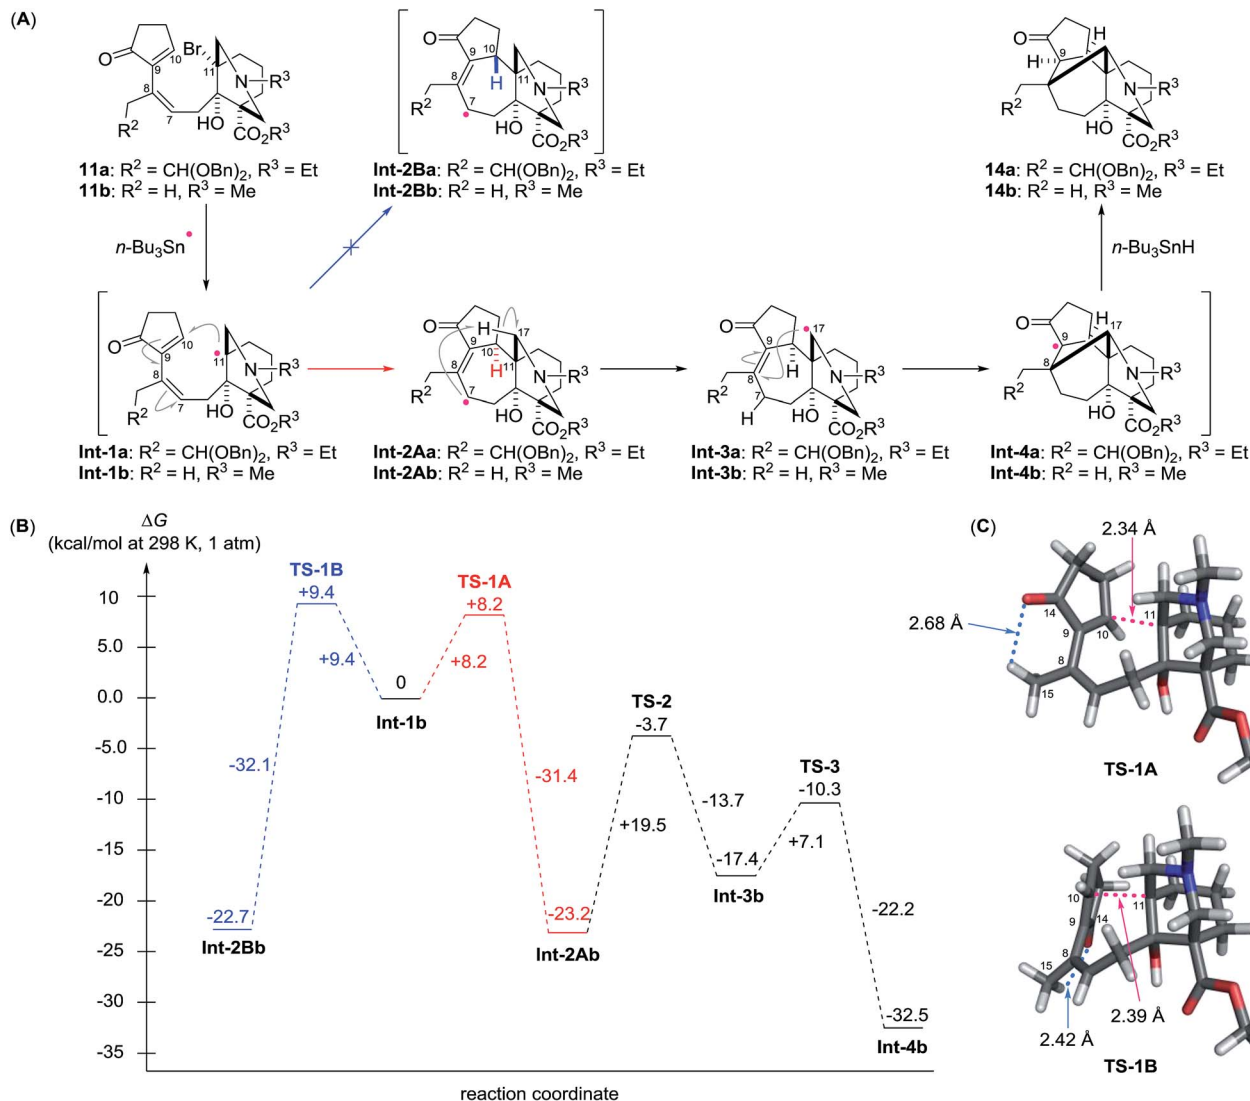 (A)
O
10
9
8
7
R²
Br
11
N
R³
HO
CO₂R³
11a: R² = CH(OBn)₂, R³ = Et
11b: R² = H, R³ = Me
O
10
9
8
7
H
11
R²
N
R³
HO
CO₂R³
Int-2Ba: R² = CH(OBn)₂, R³ = Et
Int-2Bb: R² = H, R³ = Me
O
H
9
H
R²
N
R³
HO
CO₂R³
14a: R² = CH(OBn)₂, R³ = Et
14b: R² = H, R³ = Me
n-Bu₃Sn•
n-Bu₃SnH
O
10
9
8
7
11
R²
N
R³
HO
CO₂R³
Int-1a: R² = CH(OBn)₂, R³ = Et
Int-1b: R² = H, R³ = Me
O
H
17
9
10
8
11
H
7
R²
N
R³
HO
CO₂R³
Int-2Aa: R² = CH(OBn)₂, R³ = Et
Int-2Ab: R² = H, R³ = Me
O
17
9
8
H
7
H
R²
N
R³
HO
CO₂R³
Int-3a: R² = CH(OBn)₂, R³ = Et
Int-3b: R² = H, R³ = Me
O
H
17
9
8
R²
N
R³
HO
CO₂R³
Int-4a: R² = CH(OBn)₂, R³ = Et
Int-4b: R² = H, R³ = Me
(B)
ΔG
(kcal/mol at 298 K, 1 atm)
10
5.0
0.0
-5.0
-10
-15
-20
-25
-30
-35
TS-1B
+9.4
+9.4
-32.1
-22.7
Int-2Bb
0
Int-1b
TS-1A
+8.2
+8.2
-31.4
-23.2
Int-2Ab
TS-2
-3.7
+19.5
-13.7
-17.4
Int-3b
TS-3
-10.3
+7.1
-22.2
-32.5
Int-4b
reaction coordinate
(C)
2.34 Å
2.68 Å
14
11
9
10
8
15
TS-1A
10
11
9
14
8
15
2.39 Å
2.42 Å
TS-1B